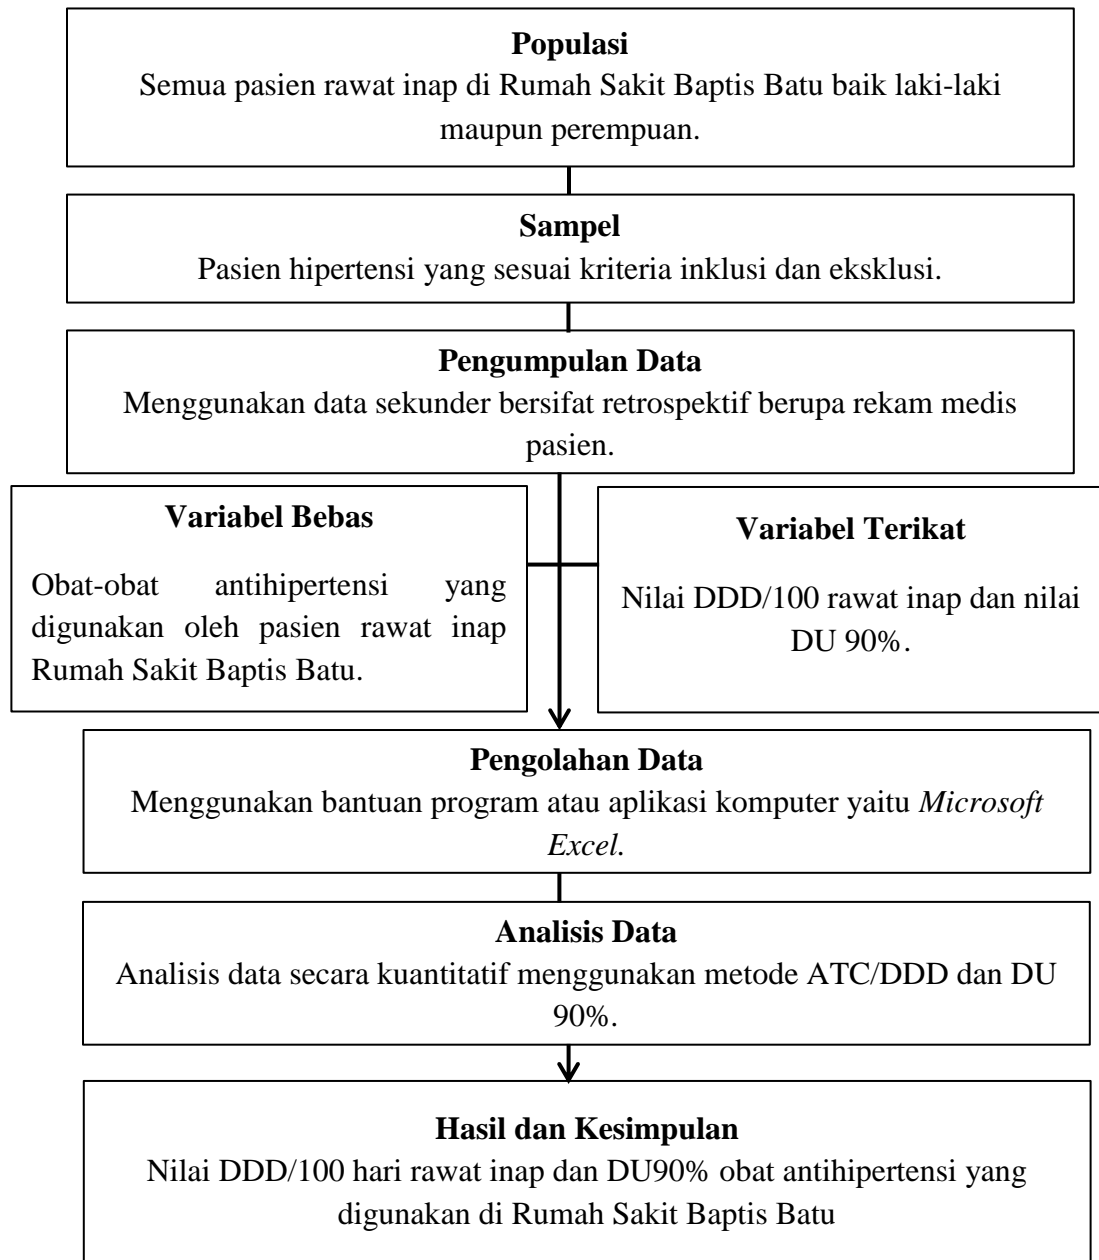 Populasi
Semua pasien rawat inap di Rumah Sakit Baptis Batu baik laki-laki
maupun perempuan.
Sampel
Pasien hipertensi yang sesuai kriteria inklusi dan eksklusi.
Pengumpulan Data
Menggunakan data sekunder bersifat retrospektif berupa rekam medis
pasien.
Variabel Bebas
Obat-obat antihipertensi yang
digunakan oleh pasien rawat inap
Rumah Sakit Baptis Batu.
Variabel Terikat
Nilai DDD/100 rawat inap dan nilai
DU 90%.
Pengolahan Data
Menggunakan bantuan program atau aplikasi komputer yaitu Microsoft
Excel.
Analisis Data
Analisis data secara kuantitatif menggunakan metode ATC/DDD dan DU
90%.
Hasil dan Kesimpulan
Nilai DDD/100 hari rawat inap dan DU90% obat antihipertensi yang
digunakan di Rumah Sakit Baptis Batu